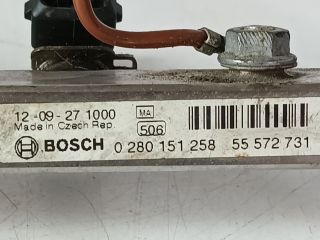 12-09-27 1000 MA
Made in Czech Rep. 506
BOSCH 0 280 151 258 55 572 731